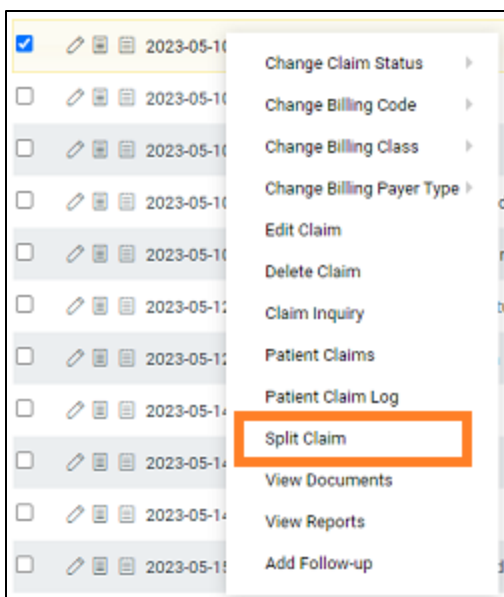 2023-05-10
Change Claim Status
2023-05-10
Change Billing Code
2023-05-10
Change Billing Class
2023-05-10
Change Billing Payer Type
Edit Claim
2023-05-10
Delete Claim
2023-05-12
Claim Inquiry
2023-05-12
Patient Claims
2023-05-14
Patient Claim Log
Split Claim
2023-05-14
View Documents
2023-05-14
View Reports
2023-05-15
Add Follow-up